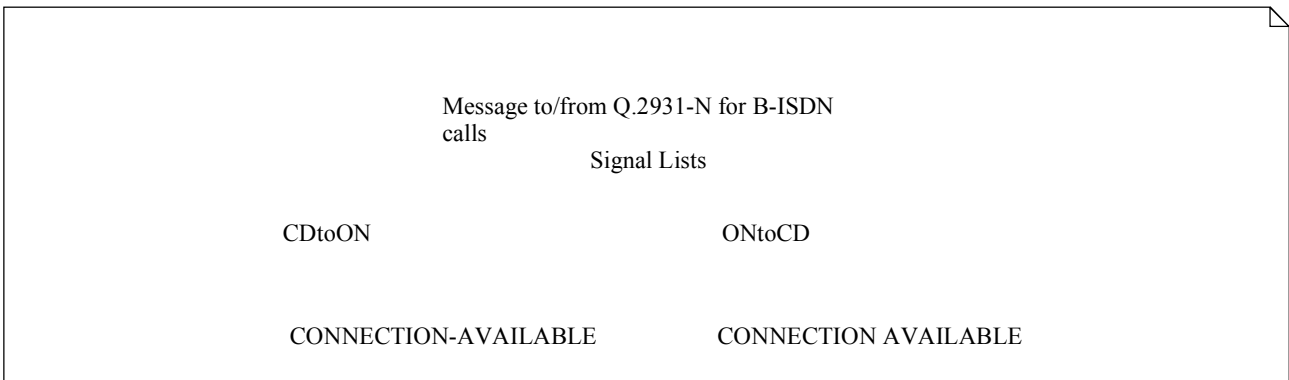 Message to/from Q.2931-N for B-ISDN
calls
Signal Lists
CDtoON ONtoCD
CONNECTION-AVAILABLE CONNECTION AVAILABLE